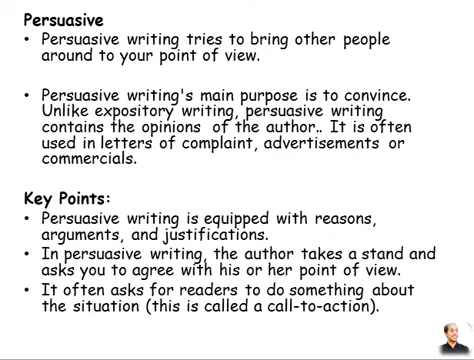 Persuasive
• Persuasive writing tries to bring other people
around to your point of view.
• Persuasive writing's main purpose is to convince.
Unlike expository writing, persuasive writing
contains the opinions of the author.. It is often
used in letters of complaint, advertisements or
commercials.
Key Points:
• Persuasive writing is equipped with reasons,
arguments, and justifications.
• In persuasive writing, the author takes a stand and
asks you to agree with his or her point of view.
• It often asks for readers to do something about
the situation (this is called a call-to-action).